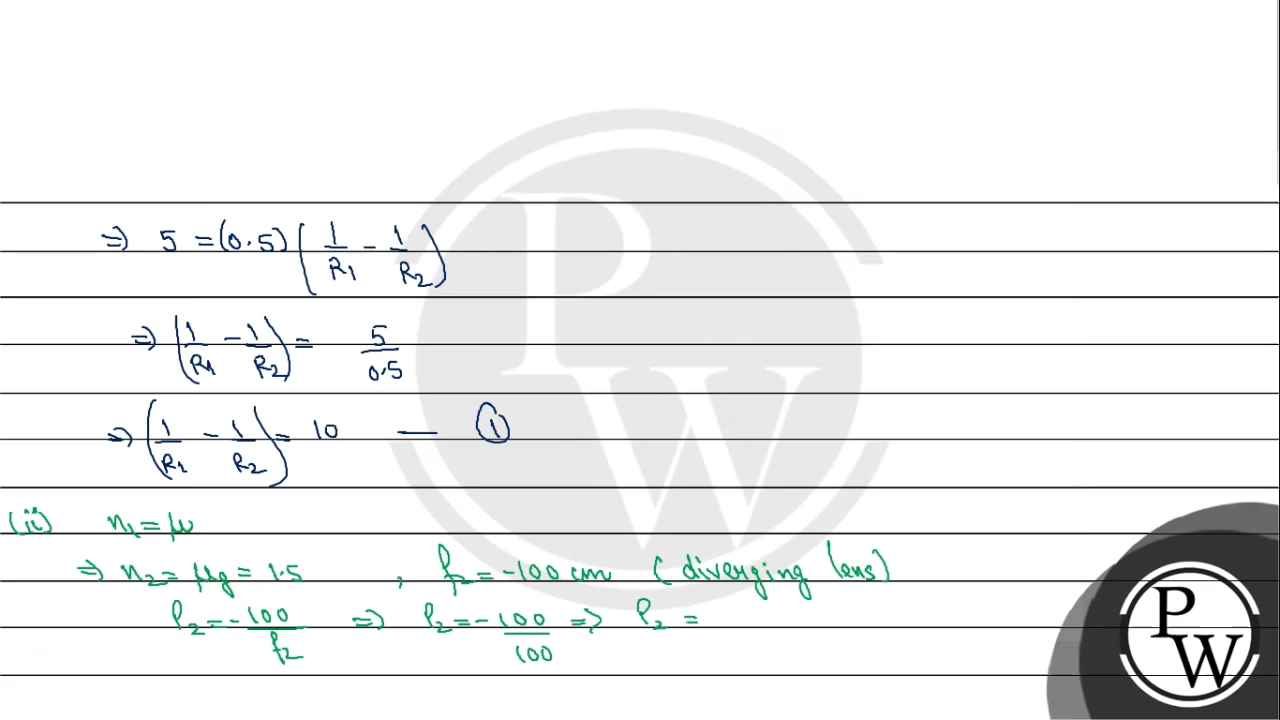 ⇒ 5 = (0.5) (1/R1 - 1/R2)
⇒ (1/R1 - 1/R2) = 5/0.5
⇒ (1/R1 - 1/R2) = 10 — ①
(ii) n1 = μ
⇒ n2 = μg = 1.5 , f2 = -100 cm (diverging lens)
P2 = -100/f2 ⇒ P2 = -100/100 ⇒ P2 =
PW
PW